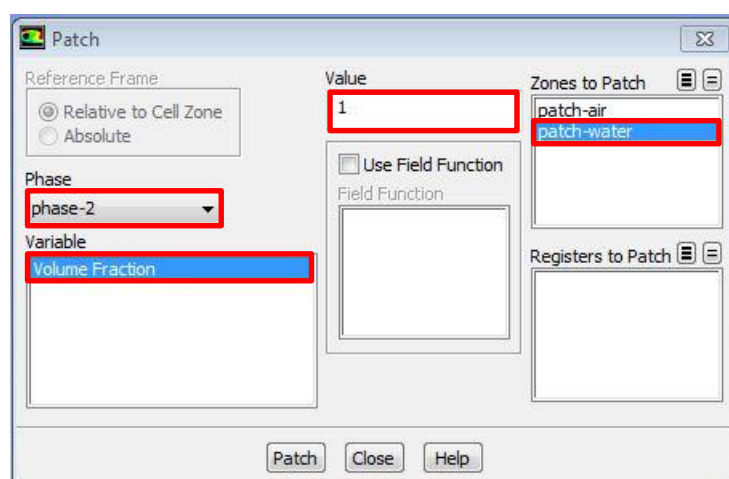 Patch
Reference Frame
Relative to Cell Zone
Absolute
Phase
phase-2
Variable
Volume Fraction
Value
1
Use Field Function
Field Function
Zones to Patch
patch-air
patch-water
Registers to Patch
Patch
Close
Help